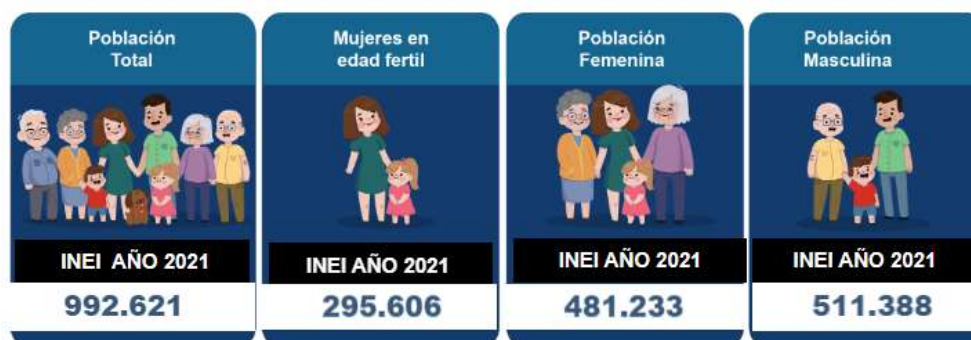 Población
Total
INEI AÑO 2021
992.621
Mujeres en
edad fertil
INEI AÑO 2021
295.606
Población
Femenina
INEI AÑO 2021
481.233
Población
Masculina
INEI AÑO 2021
511.388